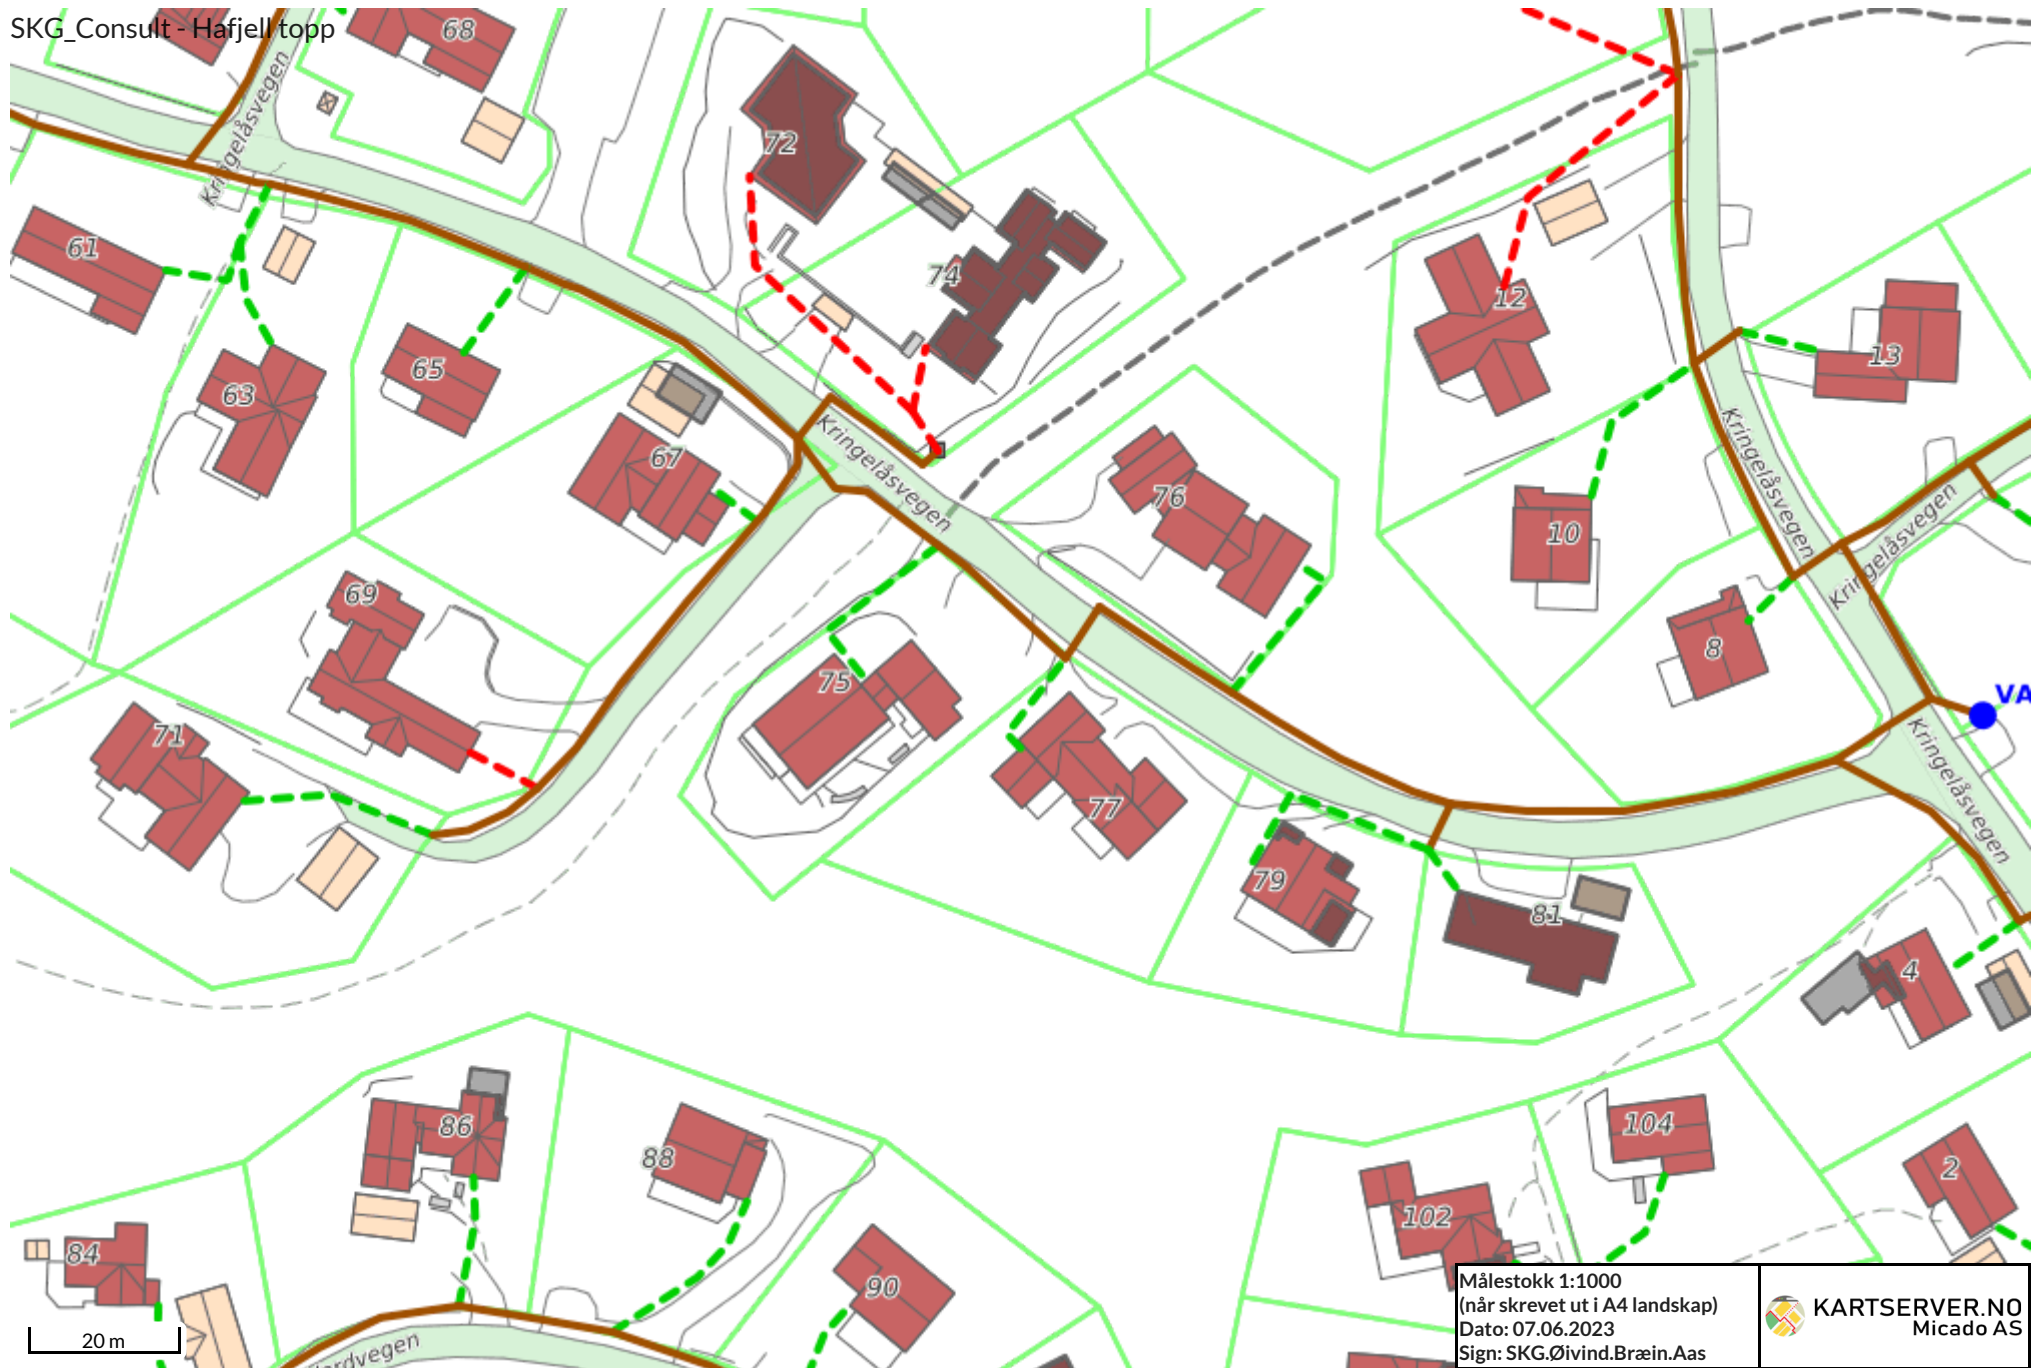 SKG_Consult - Hafjell topp
68
72
Kringelåsvegen
61
74
12
13
63
65
67
Kringelåsvegen
76
Kringelåsvegen
10
Kringelåsvegen
69
8
75
71
VA
77
Kringelåsvegen
79
81
4
86
88
104
2
102
84
90
Målestokk 1:1000
(når skrevet ut i A4 landskap)
Dato: 07.06.2023
Sign: SKG.Øivind.Bræin.Aas
KARTSERVER.NO
Micado AS
20 m